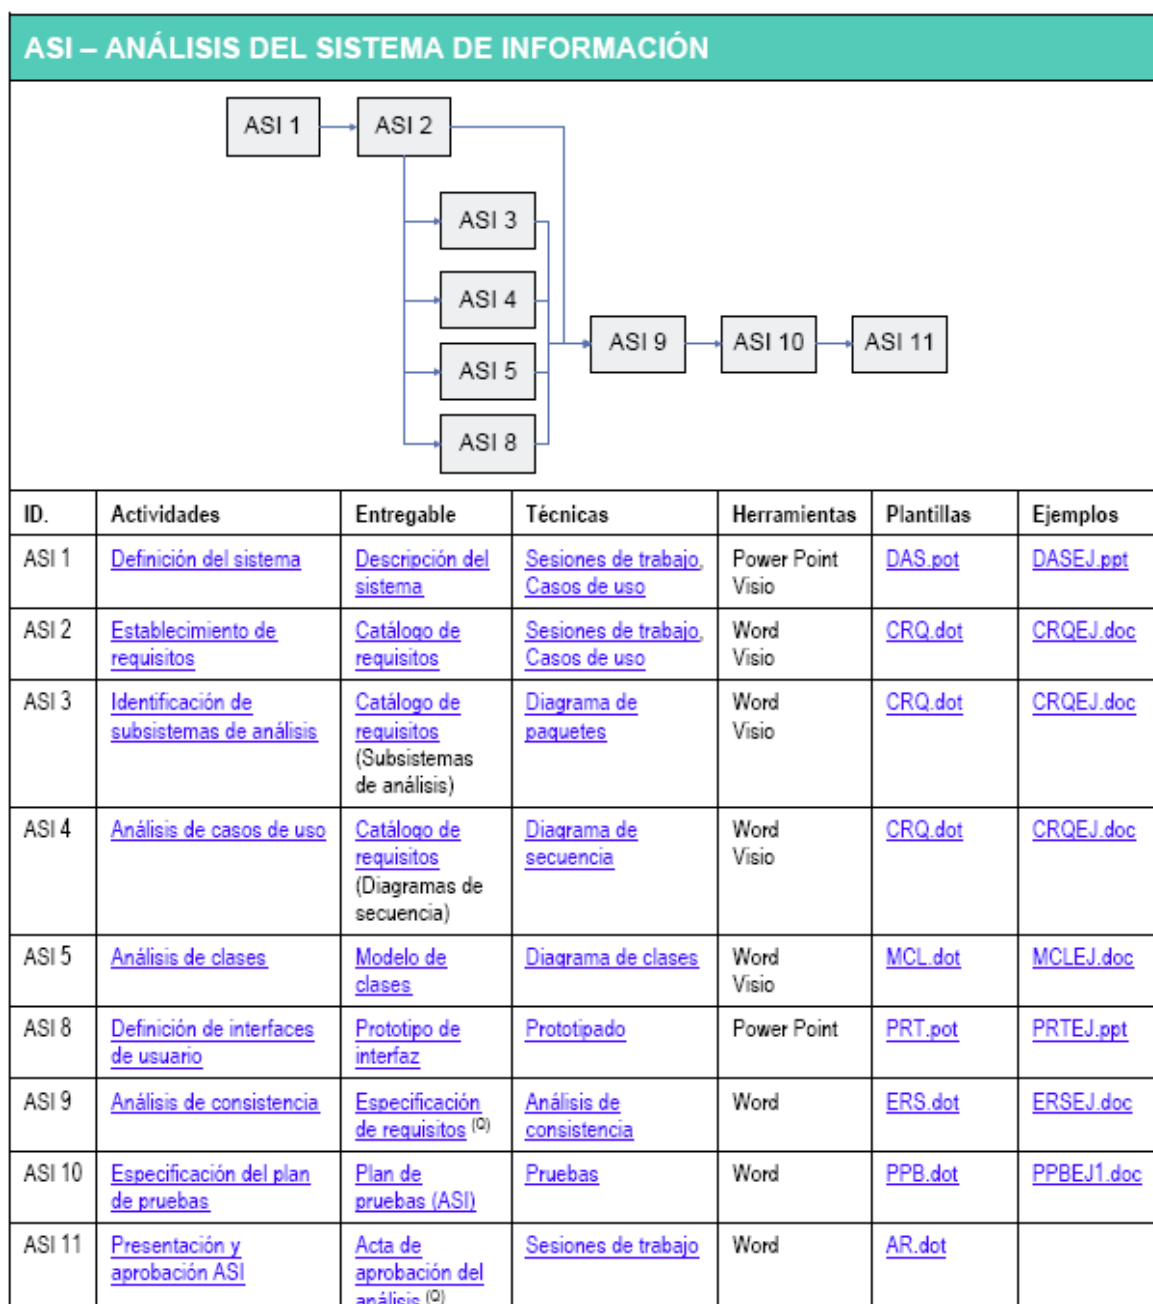 ASI – ANÁLISIS DEL SISTEMA DE INFORMACIÓN
ASI 1
ASI 2
ASI 3
ASI 4
ASI 5
ASI 8
ASI 9
ASI 10
ASI 11
ID. Actividades Entregable Técnicas Herramientas Plantillas Ejemplos
ASI 1 Definición del sistema Descripción del Sesiones de trabajo, Power Point DAS.pot DASEJ.ppt
sistema Casos de uso Visio
ASI 2 Establecimiento de Catálogo de Sesiones de trabajo, Word CRQ.dot CRQEJ.doc
requisitos requisitos Casos de uso Visio
ASI 3 Identificación de Catálogo de Diagrama de Word CRQ.dot CRQEJ.doc
subsistemas de análisis requisitos paquetes Visio
(Subsistemas
de análisis)
ASI 4 Análisis de casos de uso Catálogo de Diagrama de Word CRQ.dot CRQEJ.doc
requisitos secuencia Visio
(Diagramas de
secuencia)
ASI 5 Análisis de clases Modelo de Diagrama de clases Word MCL.dot MCLEJ.doc
clases Visio
ASI 8 Definición de interfaces Prototipo de Prototipado Power Point PRT.pot PRTEJ.ppt
de usuario interfaz
ASI 9 Análisis de consistencia Especificación Análisis de Word ERS.dot ERSEJ.doc
de requisitos (Q) consistencia
ASI 10 Especificación del plan Plan de Pruebas Word PPB.dot PPBEJ1.doc
de pruebas pruebas (ASI)
ASI 11 Presentación y Acta de Sesiones de trabajo Word AR.dot
aprobación ASI aprobación del
análisis (Q)